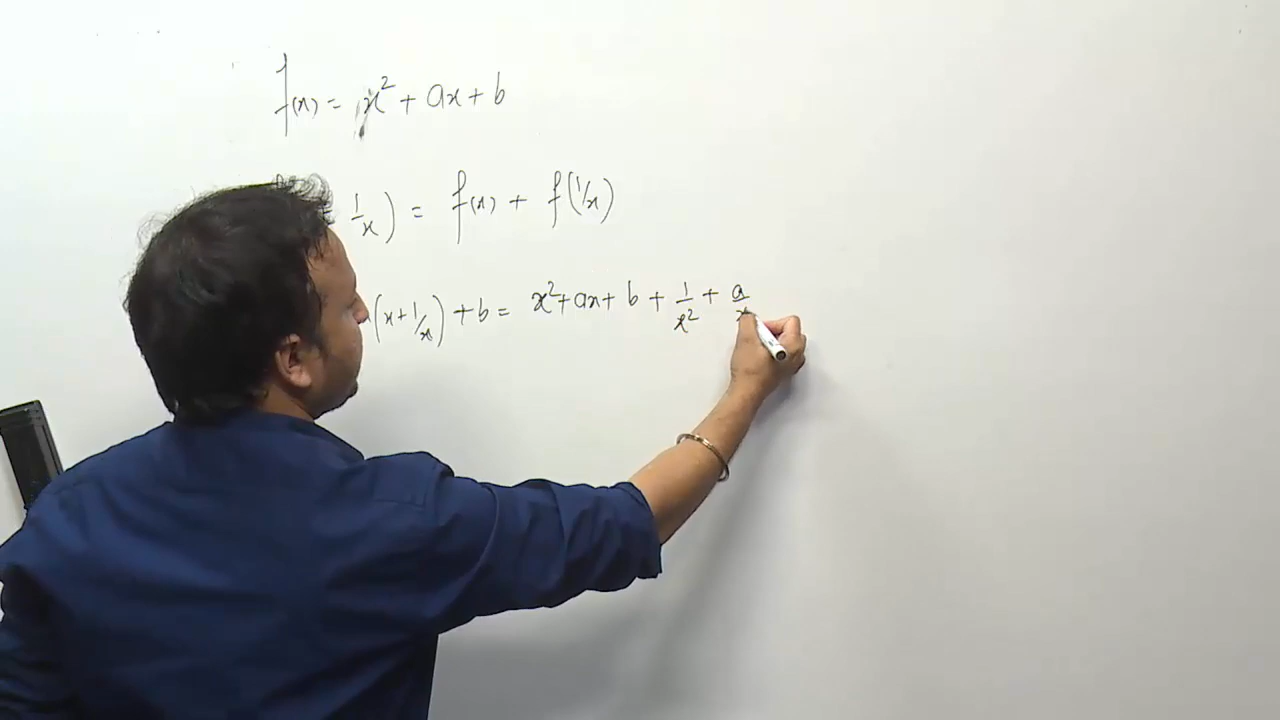 f(x) = x² + ax + b
1/x) = f(x) + f(1/x)
(x + 1/x) + b = x² + ax + b + 1/x² + a/x